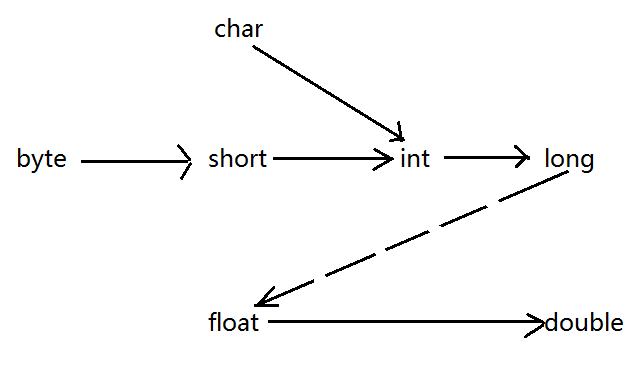 char
byte short int long
float double